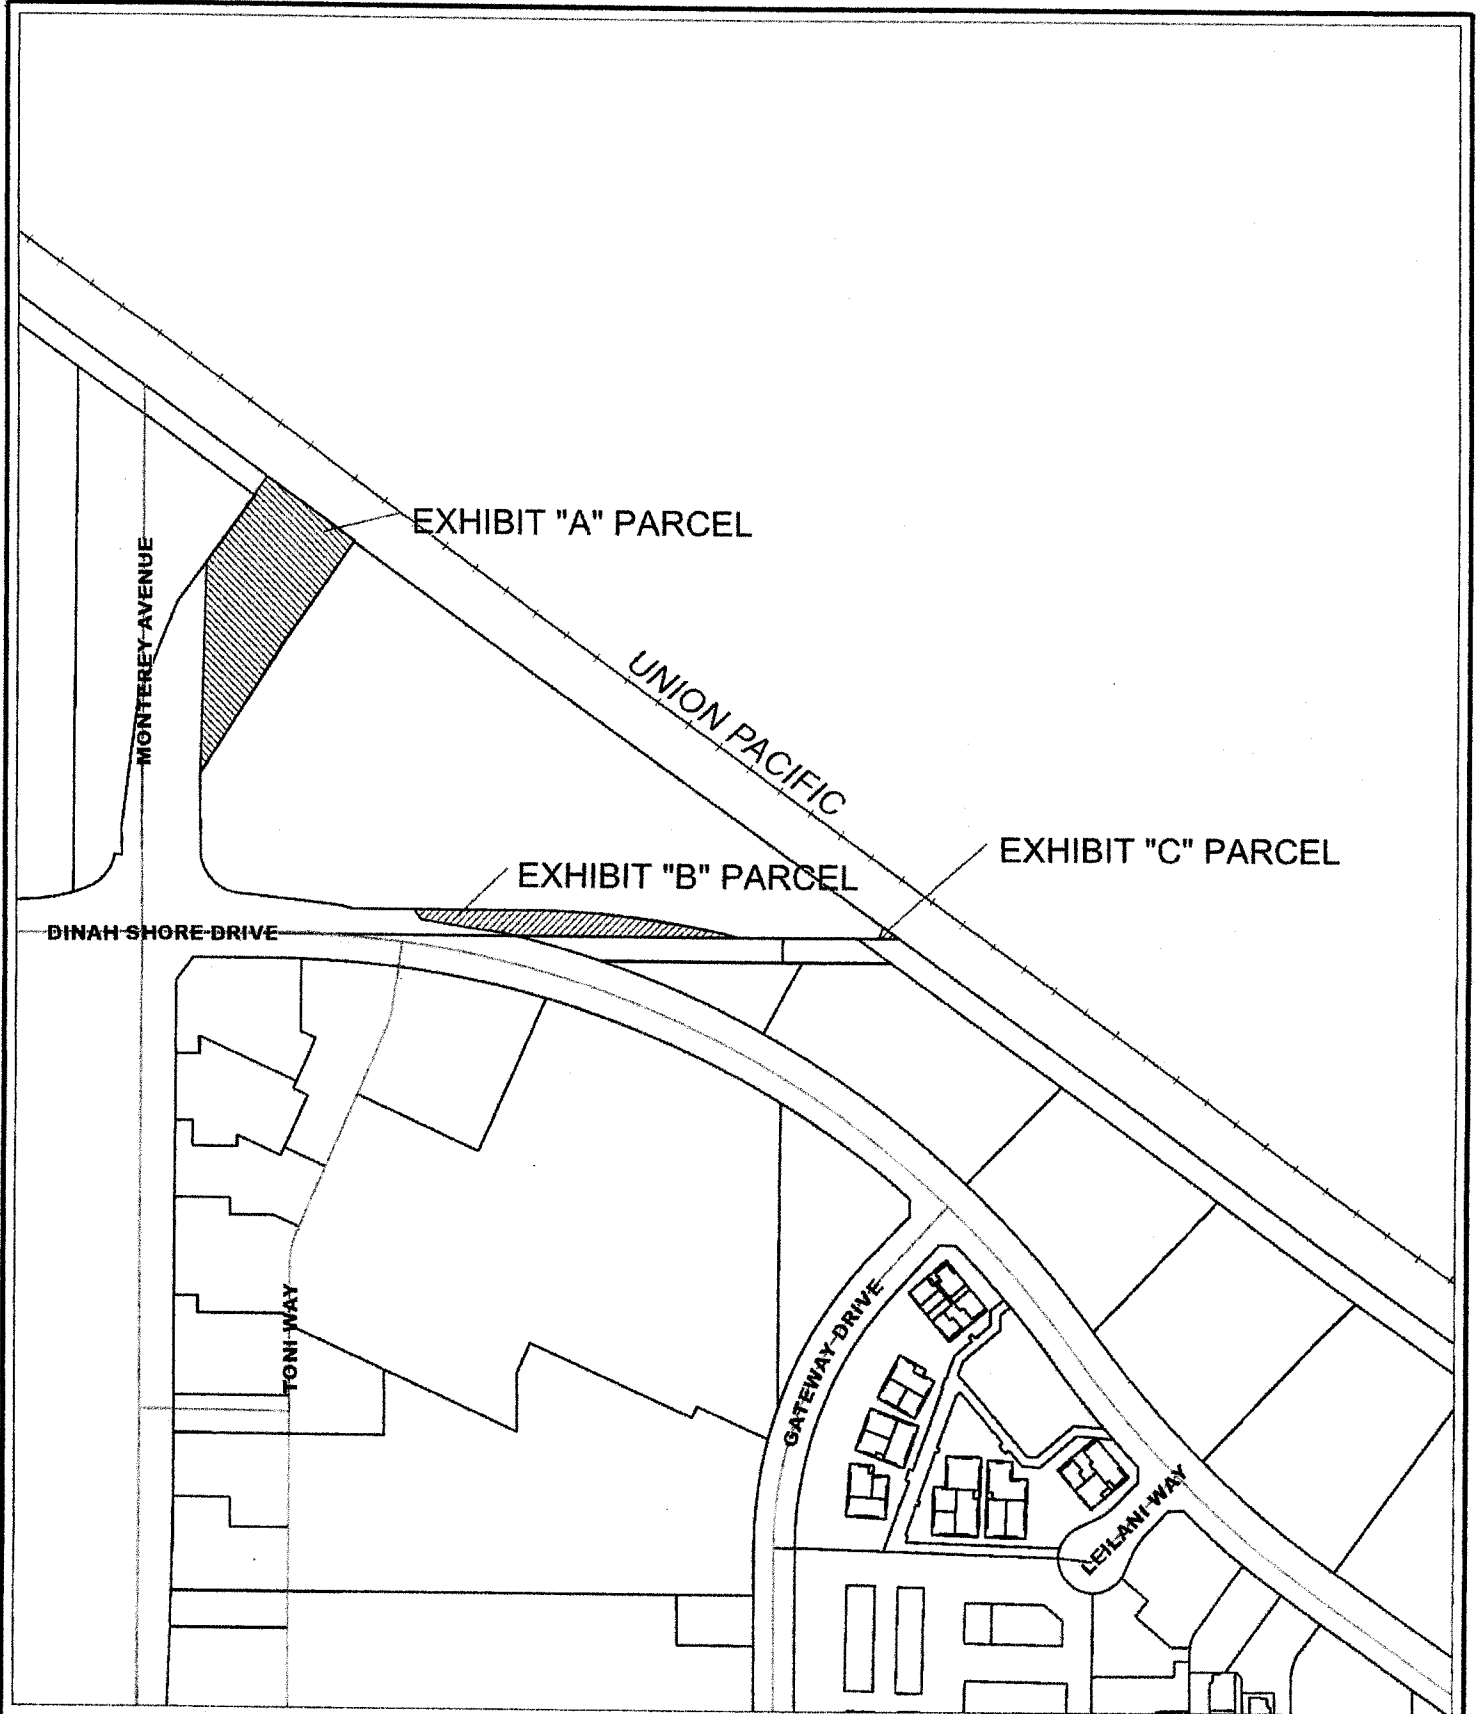 EXHIBIT "A" PARCEL
MONTEREY AVENUE
UNION PACIFIC
EXHIBIT "C" PARCEL
EXHIBIT "B" PARCEL
DINAH SHORE DRIVE
TONI WAY
GATEWAY DRIVE
LEILANI WAY